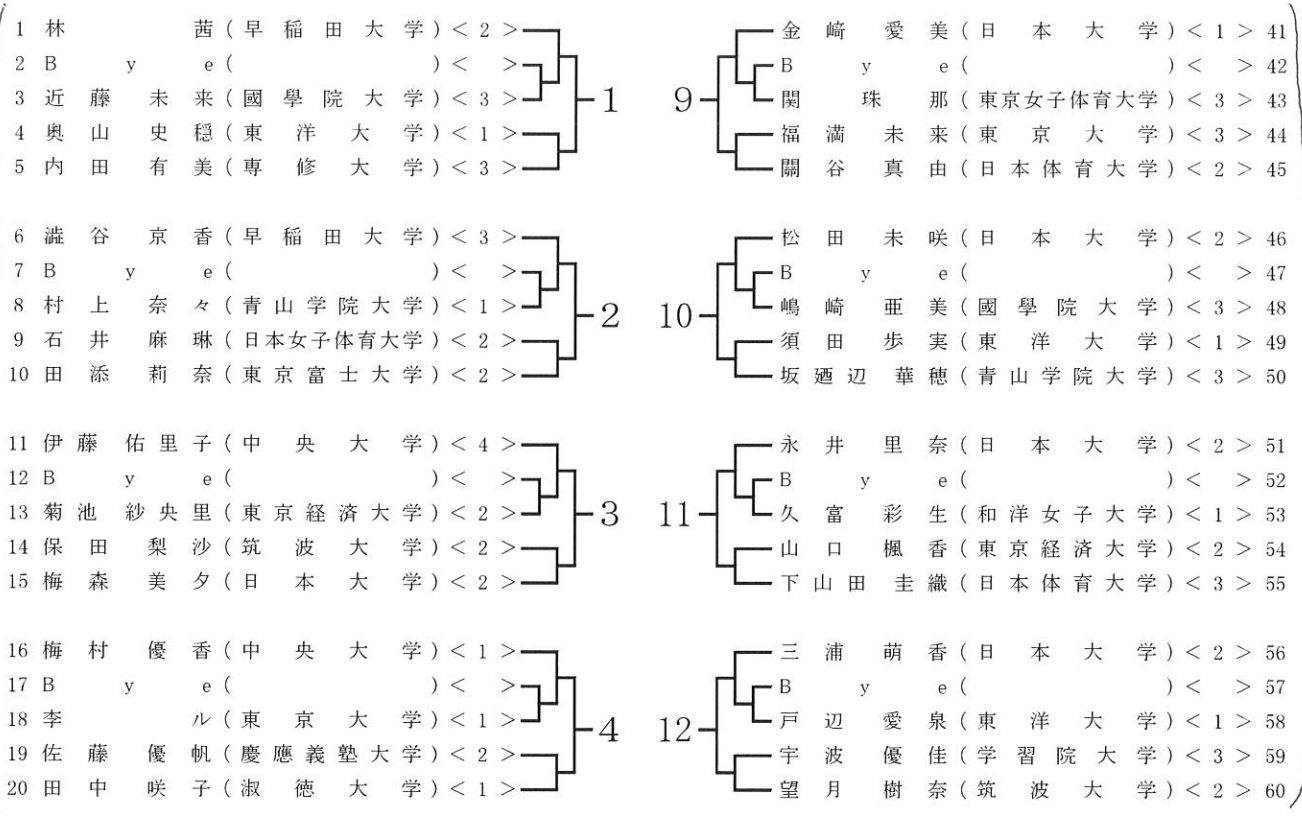 1 林 茜 (早稲田大学) < 2 >
2 Bye ( ) < >
3 近藤未来 (國學院大学) < 3 >
4 奥山史穏 (東洋大学) < 1 >
5 内田有美 (専修大学) < 3 >
1
6 澁谷京香 (早稲田大学) < 3 >
7 Bye ( ) < >
8 村上奈々 (青山学院大学) < 1 >
9 石井麻琳 (日本女子体育大学) < 2 >
10 田添莉奈 (東京富士大学) < 2 >
2
11 伊藤佑里子 (中央大学) < 4 >
12 Bye ( ) < >
13 菊池紗央里 (東京経済大学) < 2 >
14 保田梨沙 (筑波大学) < 2 >
15 梅森美夕 (日本大学) < 2 >
3
16 梅村優香 (中央大学) < 1 >
17 Bye ( ) < >
18 李ル (東京大学) < 1 >
19 佐藤優帆 (慶應義塾大学) < 2 >
20 田中咲子 (淑徳大学) < 1 >
4
9
金﨑愛美 (日本大学) < 1 > 41
Bye ( ) < > 42
関珠那 (東京女子体育大学) < 3 > 43
福満未来 (東京大学) < 3 > 44
關谷真由 (日本体育大学) < 2 > 45
10
松田未咲 (日本大学) < 2 > 46
Bye ( ) < > 47
嶋﨑亜美 (國學院大学) < 3 > 48
須田歩実 (東洋大学) < 1 > 49
坂廼辺華穂 (青山学院大学) < 3 > 50
11
永井里奈 (日本大学) < 2 > 51
Bye ( ) < > 52
久富彩生 (和洋女子大学) < 1 > 53
山口楓香 (東京経済大学) < 2 > 54
下山田圭織 (日本体育大学) < 3 > 55
12
三浦萌香 (日本大学) < 2 > 56
Bye ( ) < > 57
戸辺愛泉 (東洋大学) < 1 > 58
宇波優佳 (学習院大学) < 3 > 59
望月樹奈 (筑波大学) < 2 > 60